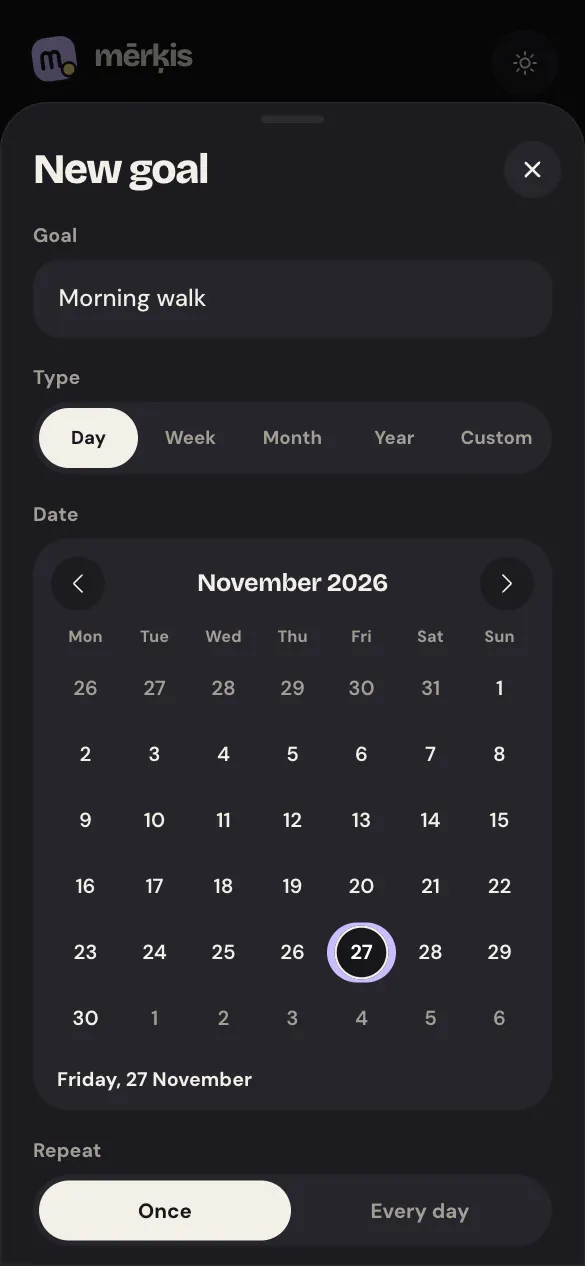 m.
mērķis
New goal
Goal
Morning walk
Type
Day Week Month Year Custom
Date
November 2026
Mon Tue Wed Thu Fri Sat Sun
26 27 28 29 30 31 1
2 3 4 5 6 7 8
9 10 11 12 13 14 15
16 17 18 19 20 21 22
23 24 25 26 27 28 29
30 1 2 3 4 5 6
Friday, 27 November
Repeat
Once Every day